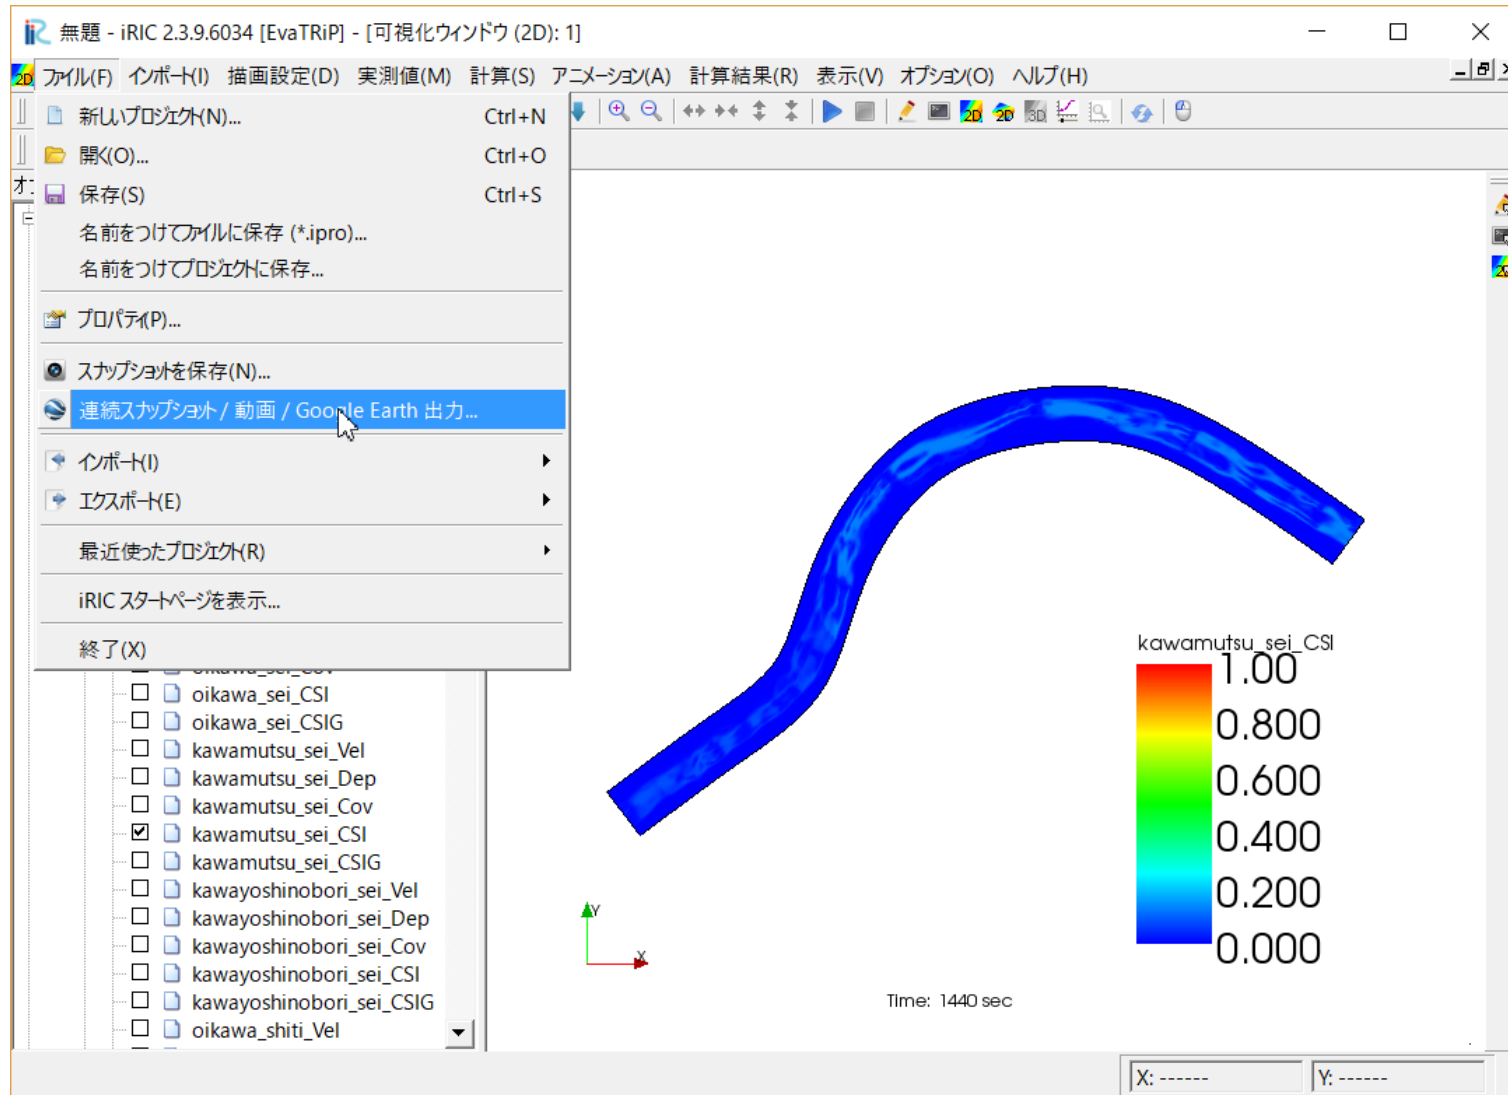 無題 - iRIC 2.3.9.6034 [EvaTRiP] - [可視化ウィンドウ (2D): 1]
ファイル(F) インポート(I) 描画設定(D) 実測値(M) 計算(S) アニメーション(A) 計算結果(R) 表示(V) オプション(O) ヘルプ(H)
新しいプロジェクト(N)... Ctrl+N
開く(O)... Ctrl+O
保存(S) Ctrl+S
名前をつけてファイルに保存 (*.ipro)...
名前をつけてプロジェクトに保存...
プロパティ(P)...
スナップショットを保存(N)...
連続スナップショット / 動画 / Google Earth 出力...
インポート(I)
エクスポート(E)
最近使ったプロジェクト(R)
iRIC スタートページを表示...
終了(X)
oikawa_sei_Cov
oikawa_sei_CSI
oikawa_sei_CSIG
kawamutsu_sei_Vel
kawamutsu_sei_Dep
kawamutsu_sei_Cov
kawamutsu_sei_CSI
kawamutsu_sei_CSIG
kawayoshinobori_sei_Vel
kawayoshinobori_sei_Dep
kawayoshinobori_sei_Cov
kawayoshinobori_sei_CSI
kawayoshinobori_sei_CSIG
oikawa_shiti_Vel
kawamutsu_sei_CSI
1.00
0.800
0.600
0.400
0.200
0.000
Y
X
Time: 1440 sec
X: ------
Y: ------